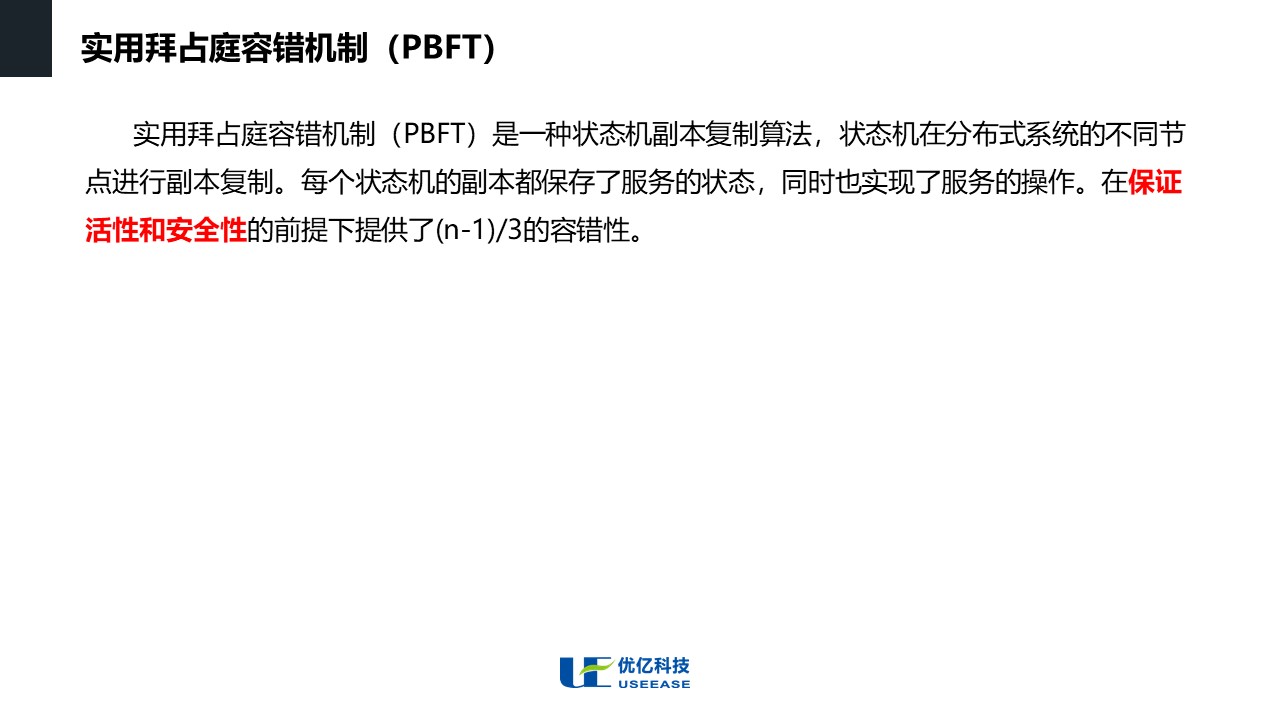 实用拜占庭容错机制（PBFT）
实用拜占庭容错机制（PBFT）是一种状态机副本复制算法，状态机在分布式系统的不同节
点进行副本复制。每个状态机的副本都保存了服务的状态，同时也实现了服务的操作。在保证
活性和安全性的前提下提供了(n-1)/3的容错性。
优亿科技
USEEASE